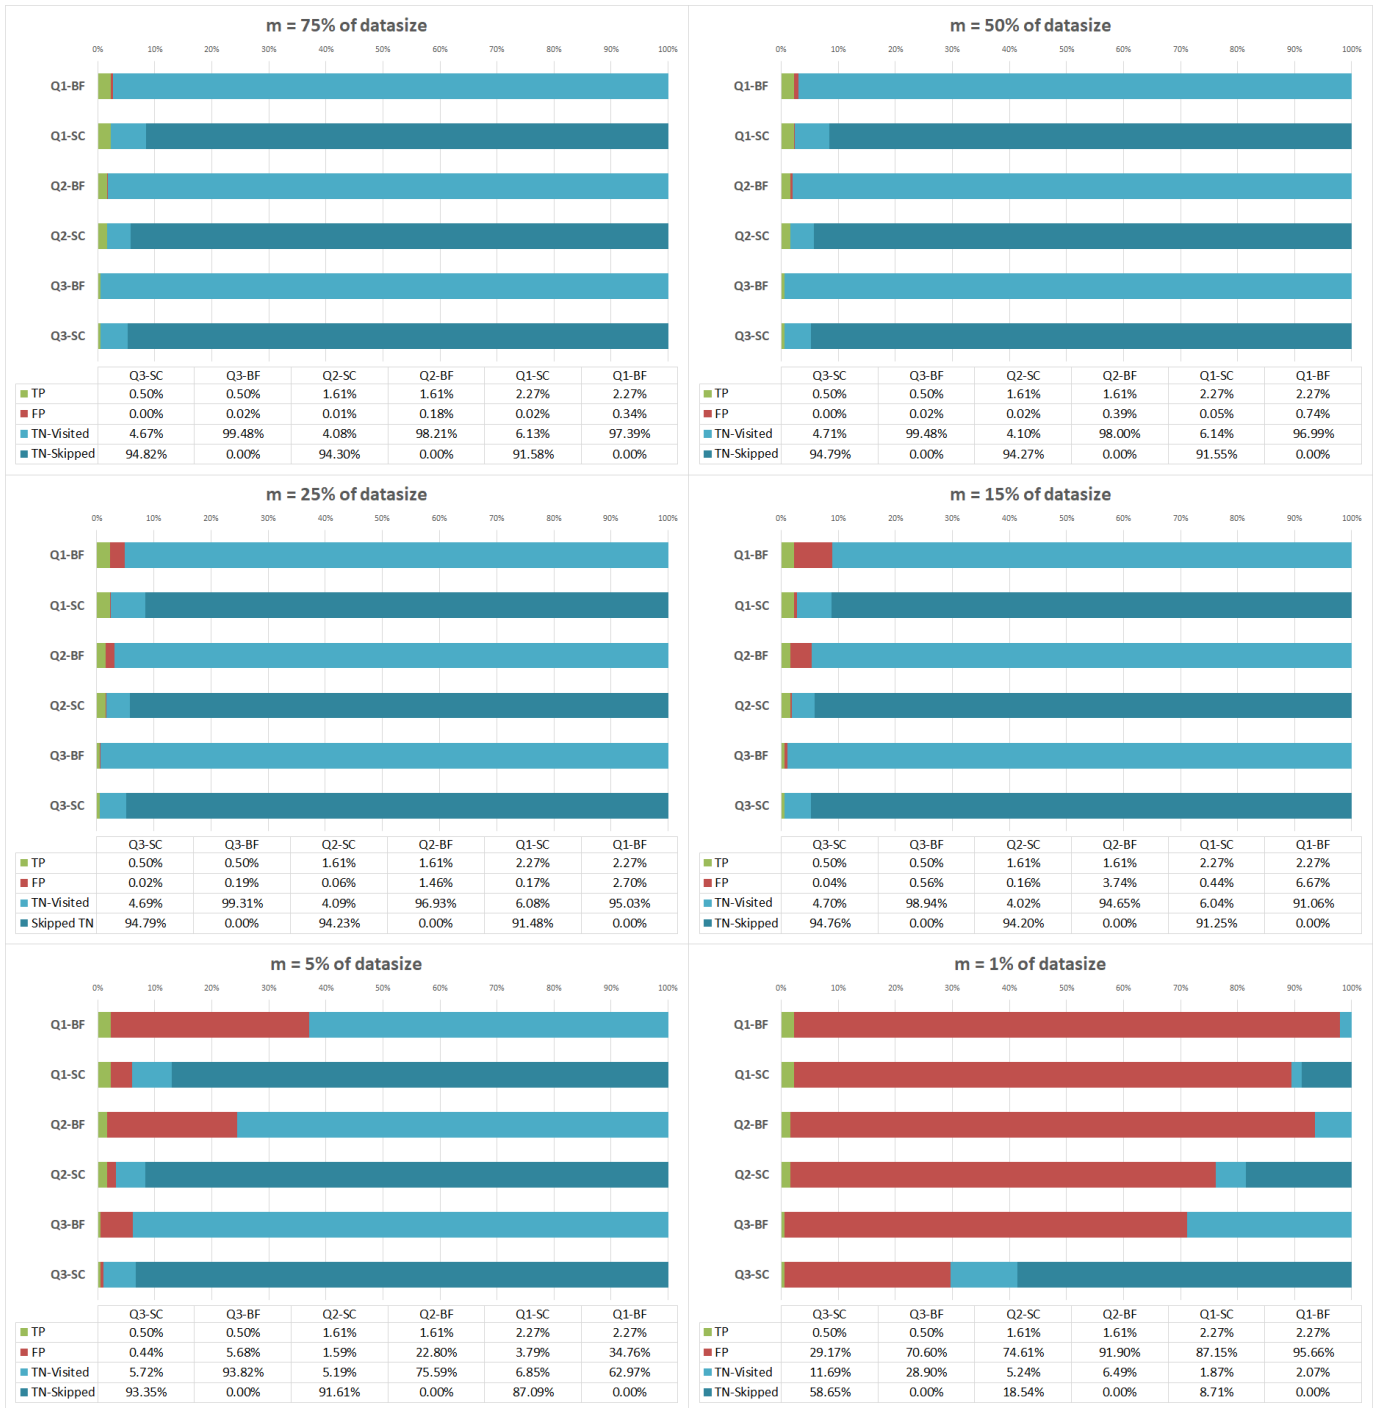 m = 75% of datasize
0% 10% 20% 30% 40% 50% 60% 70% 80% 90% 100%
Q1-BF
Q1-SC
Q2-BF
Q2-SC
Q3-BF
Q3-SC
Q3-SC Q3-BF Q2-SC Q2-BF Q1-SC Q1-BF
TP 0.50% 0.50% 1.61% 1.61% 2.27% 2.27%
FP 0.00% 0.02% 0.01% 0.18% 0.02% 0.34%
TN-Visited 4.67% 99.48% 4.08% 98.21% 6.13% 97.39%
TN-Skipped 94.82% 0.00% 94.30% 0.00% 91.58% 0.00%
m = 50% of datasize
0% 10% 20% 30% 40% 50% 60% 70% 80% 90% 100%
Q1-BF
Q1-SC
Q2-BF
Q2-SC
Q3-BF
Q3-SC
Q3-SC Q3-BF Q2-SC Q2-BF Q1-SC Q1-BF
TP 0.50% 0.50% 1.61% 1.61% 2.27% 2.27%
FP 0.00% 0.02% 0.02% 0.39% 0.05% 0.74%
TN-Visited 4.71% 99.48% 4.10% 98.00% 6.14% 96.99%
TN-Skipped 94.79% 0.00% 94.27% 0.00% 91.55% 0.00%
m = 25% of datasize
0% 10% 20% 30% 40% 50% 60% 70% 80% 90% 100%
Q1-BF
Q1-SC
Q2-BF
Q2-SC
Q3-BF
Q3-SC
Q3-SC Q3-BF Q2-SC Q2-BF Q1-SC Q1-BF
TP 0.50% 0.50% 1.61% 1.61% 2.27% 2.27%
FP 0.02% 0.19% 0.06% 1.46% 0.17% 2.70%
TN-Visited 4.69% 99.31% 4.09% 96.93% 6.08% 95.03%
Skipped TN 94.79% 0.00% 94.23% 0.00% 91.48% 0.00%
m = 15% of datasize
0% 10% 20% 30% 40% 50% 60% 70% 80% 90% 100%
Q1-BF
Q1-SC
Q2-BF
Q2-SC
Q3-BF
Q3-SC
Q3-SC Q3-BF Q2-SC Q2-BF Q1-SC Q1-BF
TP 0.50% 0.50% 1.61% 1.61% 2.27% 2.27%
FP 0.04% 0.56% 0.16% 3.74% 0.44% 6.67%
TN-Visited 4.70% 98.94% 4.02% 94.65% 6.04% 91.06%
TN-Skipped 94.76% 0.00% 94.20% 0.00% 91.25% 0.00%
m = 5% of datasize
0% 10% 20% 30% 40% 50% 60% 70% 80% 90% 100%
Q1-BF
Q1-SC
Q2-BF
Q2-SC
Q3-BF
Q3-SC
Q3-SC Q3-BF Q2-SC Q2-BF Q1-SC Q1-BF
TP 0.50% 0.50% 1.61% 1.61% 2.27% 2.27%
FP 0.44% 5.68% 1.59% 22.80% 3.79% 34.76%
TN-Visited 5.72% 93.82% 5.19% 75.59% 6.85% 62.97%
TN-Skipped 93.35% 0.00% 91.61% 0.00% 87.09% 0.00%
m = 1% of datasize
0% 10% 20% 30% 40% 50% 60% 70% 80% 90% 100%
Q1-BF
Q1-SC
Q2-BF
Q2-SC
Q3-BF
Q3-SC
Q3-SC Q3-BF Q2-SC Q2-BF Q1-SC Q1-BF
TP 0.50% 0.50% 1.61% 1.61% 2.27% 2.27%
FP 29.17% 70.60% 74.61% 91.90% 87.15% 95.66%
TN-Visited 11.69% 28.90% 5.24% 6.49% 1.87% 2.07%
TN-Skipped 58.65% 0.00% 18.54% 0.00% 8.71% 0.00%